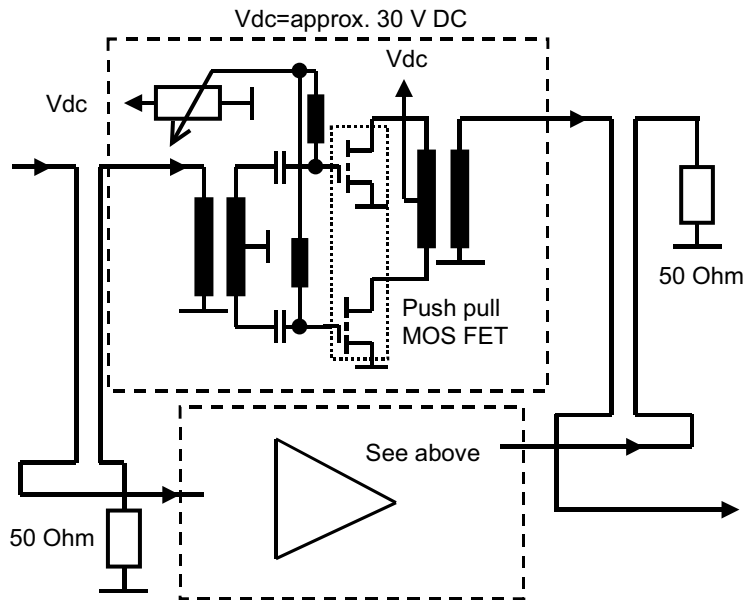 Vdc=approx. 30 V DC
Vdc
Vdc
50 Ohm
Push pull
MOS FET
See above
50 Ohm